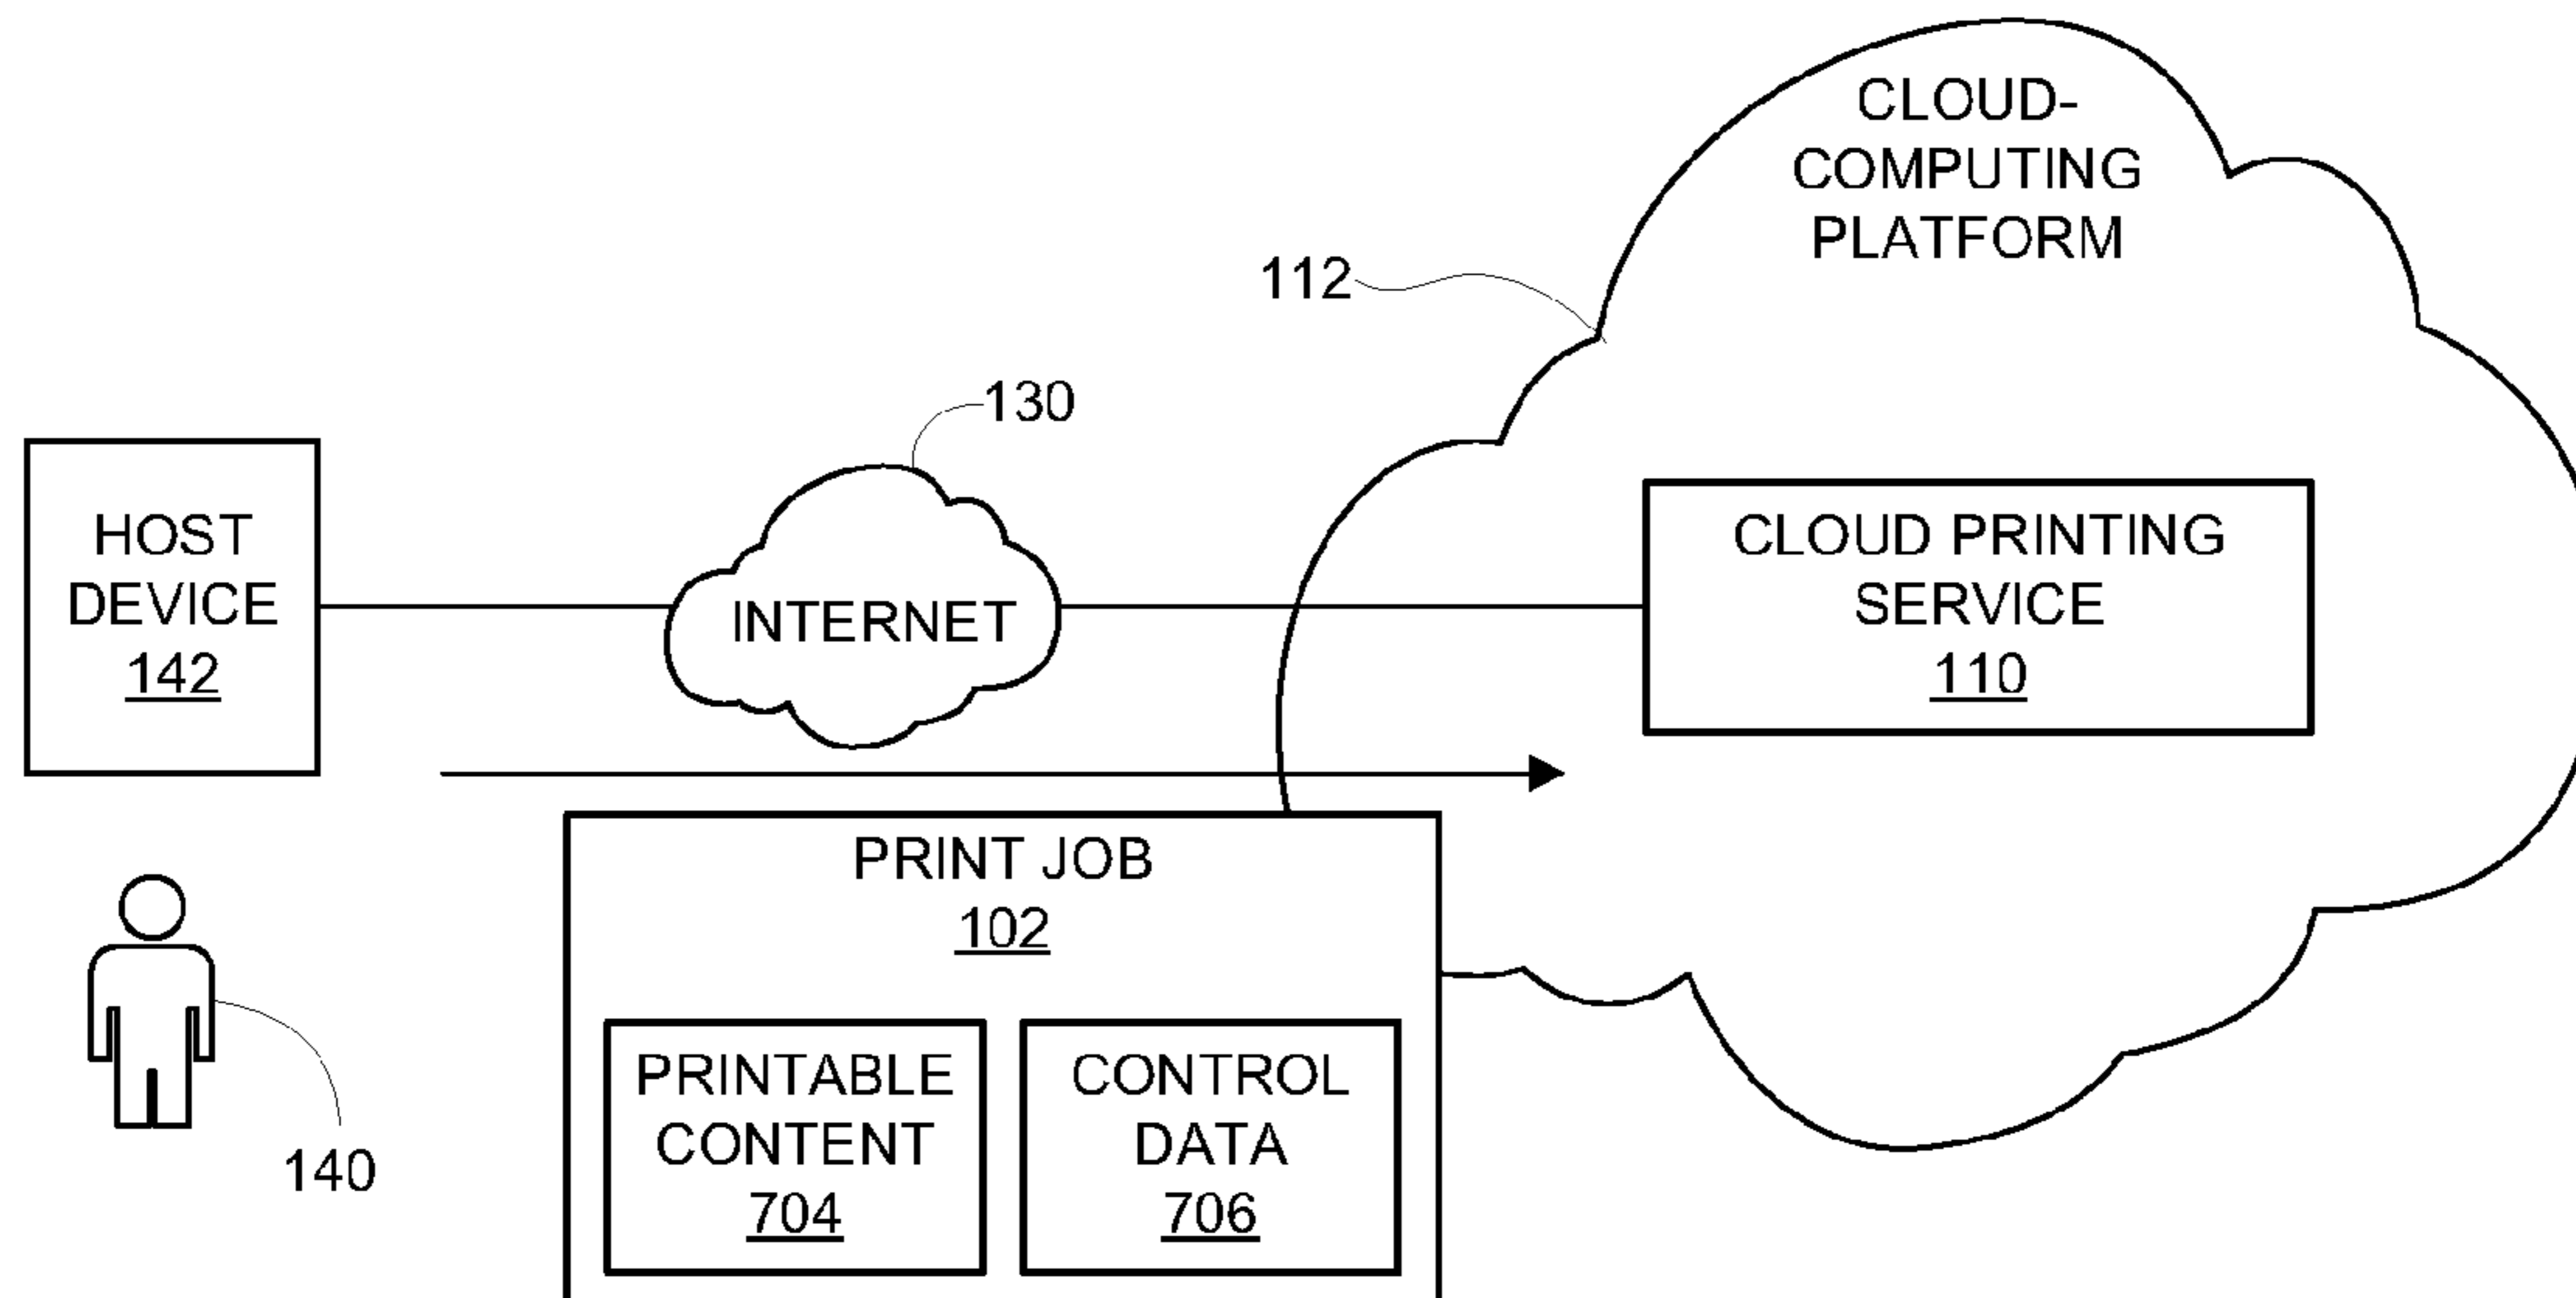 CLOUD-
COMPUTING
PLATFORM
112
130
HOST
DEVICE
142
INTERNET
CLOUD PRINTING
SERVICE
110
PRINT JOB
102
PRINTABLE
CONTENT
704
CONTROL
DATA
706
140